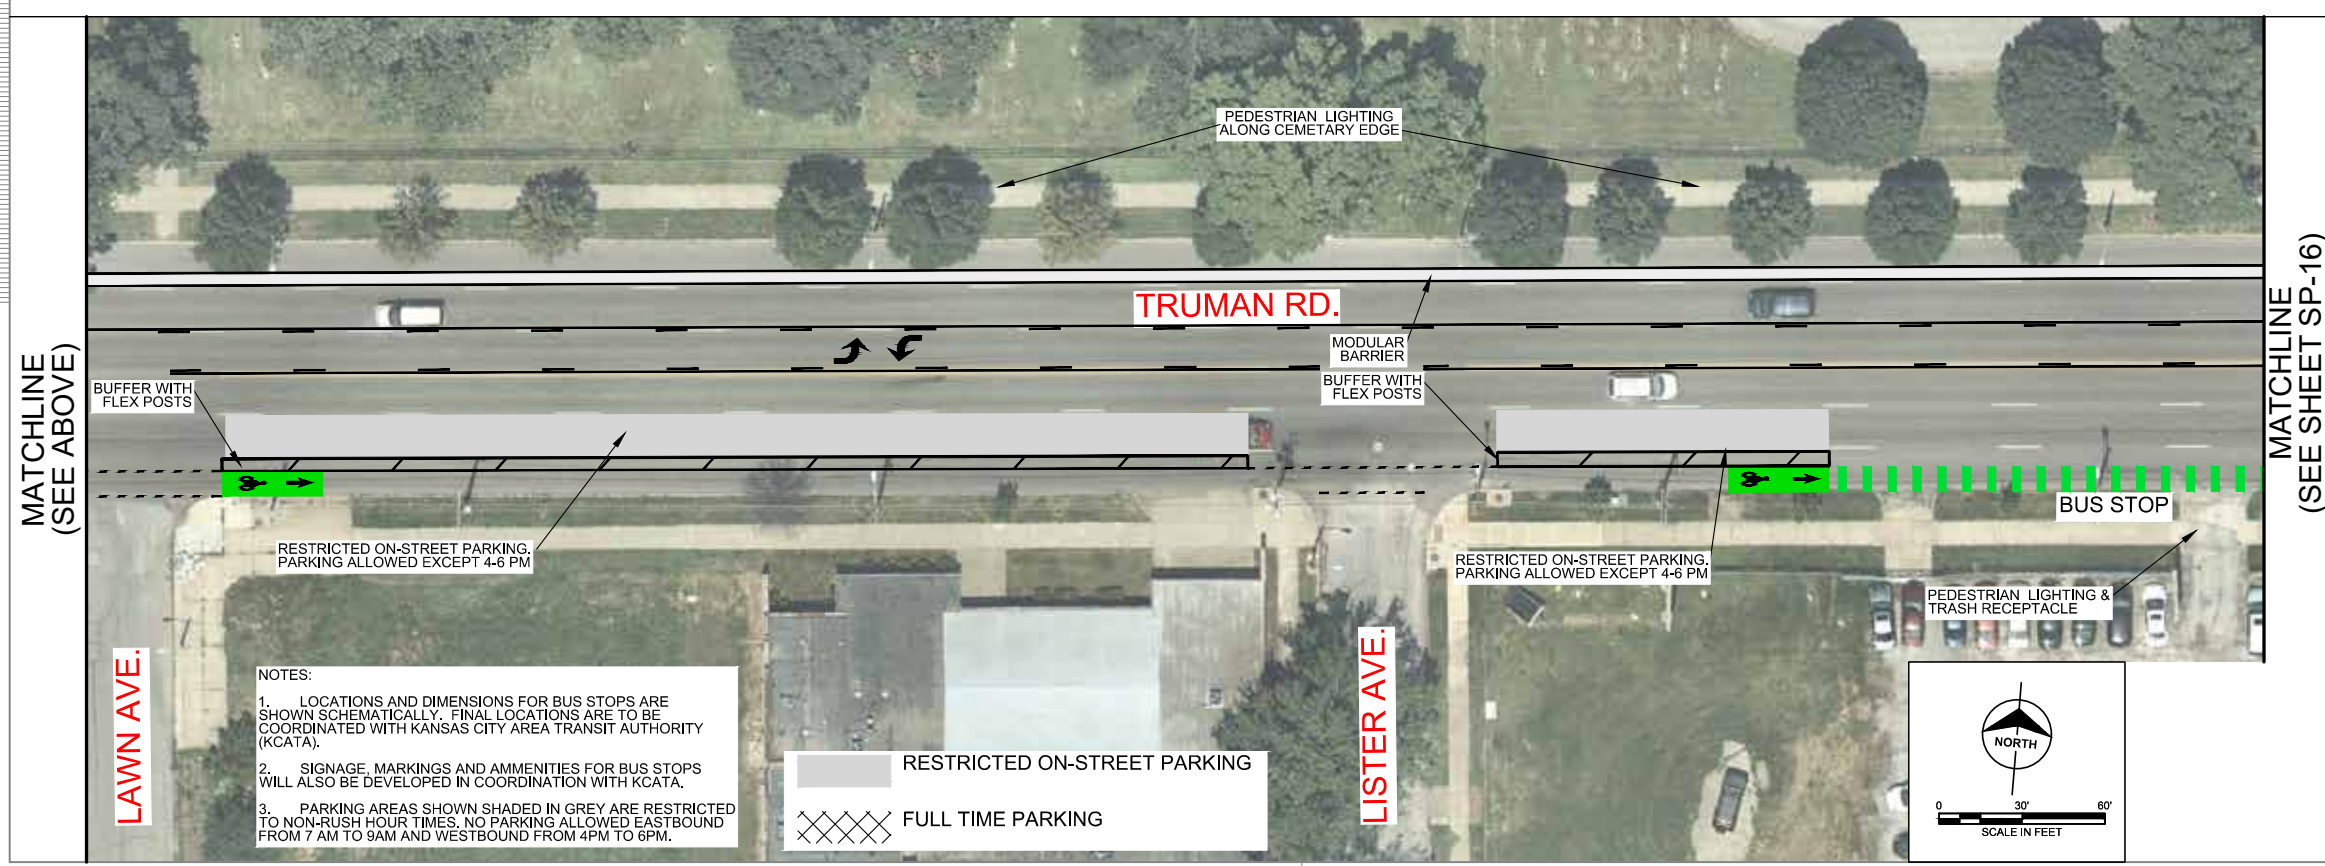 PEDESTRIAN LIGHTING
ALONG CEMETARY EDGE
TRUMAN RD.
MODULAR
BARRIER
BUFFER WITH
FLEX POSTS
BUFFER WITH
FLEX POSTS
MATCHLINE
(SEE ABOVE)
MATCHLINE
(SEE SHEET SP-16)
BUS STOP
RESTRICTED ON-STREET PARKING.
PARKING ALLOWED EXCEPT 4-6 PM
RESTRICTED ON-STREET PARKING.
PARKING ALLOWED EXCEPT 4-6 PM
PEDESTRIAN LIGHTING &
TRASH RECEPTACLE
LAWN AVE.
LISTER AVE.
NOTES:
1. LOCATIONS AND DIMENSIONS FOR BUS STOPS ARE
SHOWN SCHEMATICALLY. FINAL LOCATIONS ARE TO BE
COORDINATED WITH KANSAS CITY AREA TRANSIT AUTHORITY
(KCATA).
2. SIGNAGE, MARKINGS AND AMMENITIES FOR BUS STOPS
WILL ALSO BE DEVELOPED IN COORDINATION WITH KCATA.
3. PARKING AREAS SHOWN SHADED IN GREY ARE RESTRICTED
TO NON-RUSH HOUR TIMES. NO PARKING ALLOWED EASTBOUND
FROM 7 AM TO 9AM AND WESTBOUND FROM 4PM TO 6PM.
RESTRICTED ON-STREET PARKING
FULL TIME PARKING
NORTH
0 30' 60'
SCALE IN FEET